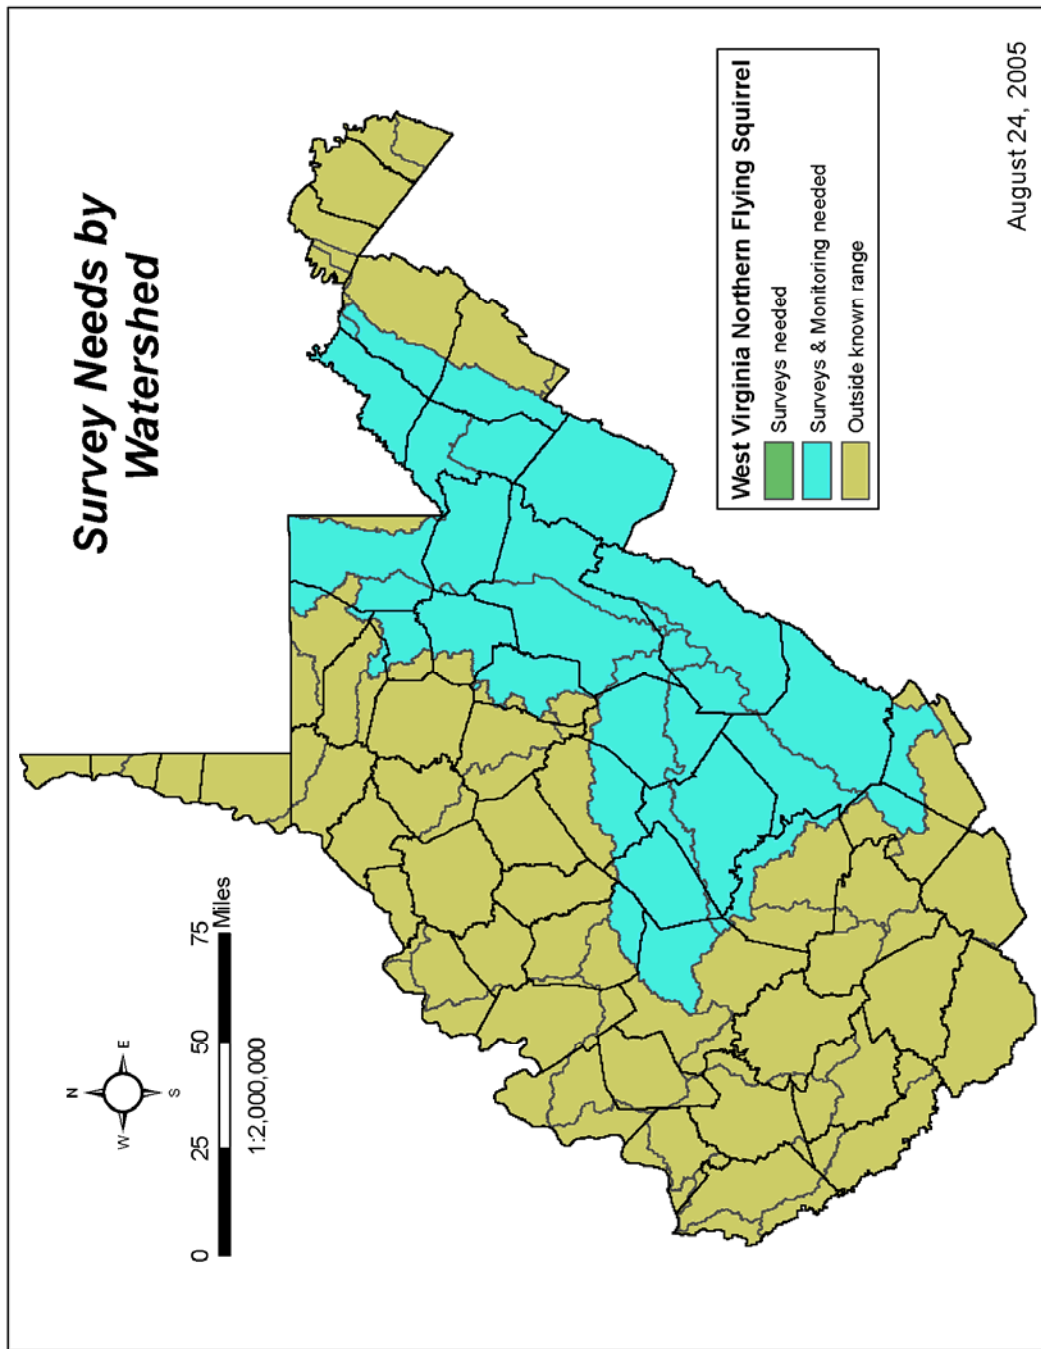 Survey Needs by
Watershed
N
W
E
S
0
25
50
75
Miles
1:2,000,000
West Virginia Northern Flying Squirrel
Surveys needed
Surveys & Monitoring needed
Outside known range
August 24, 2005